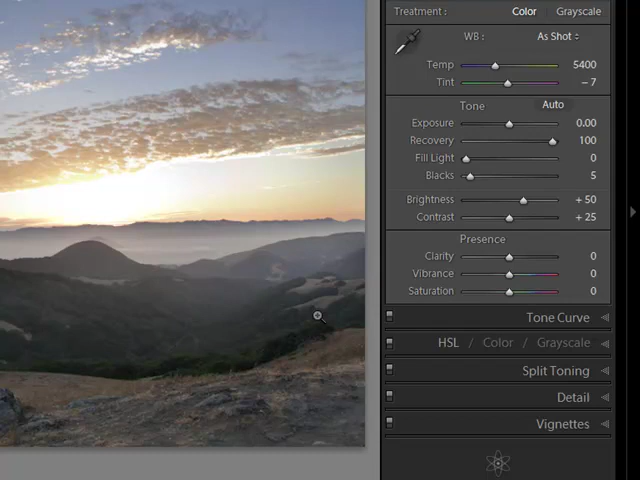 Treatment : Color Grayscale
WB : As Shot
Temp 5400
Tint – 7
Tone Auto
Exposure 0.00
Recovery 100
Fill Light 0
Blacks 5
Brightness + 50
Contrast + 25
Presence
Clarity 0
Vibrance 0
Saturation 0
Tone Curve
HSL / Color / Grayscale
Split Toning
Detail
Vignettes